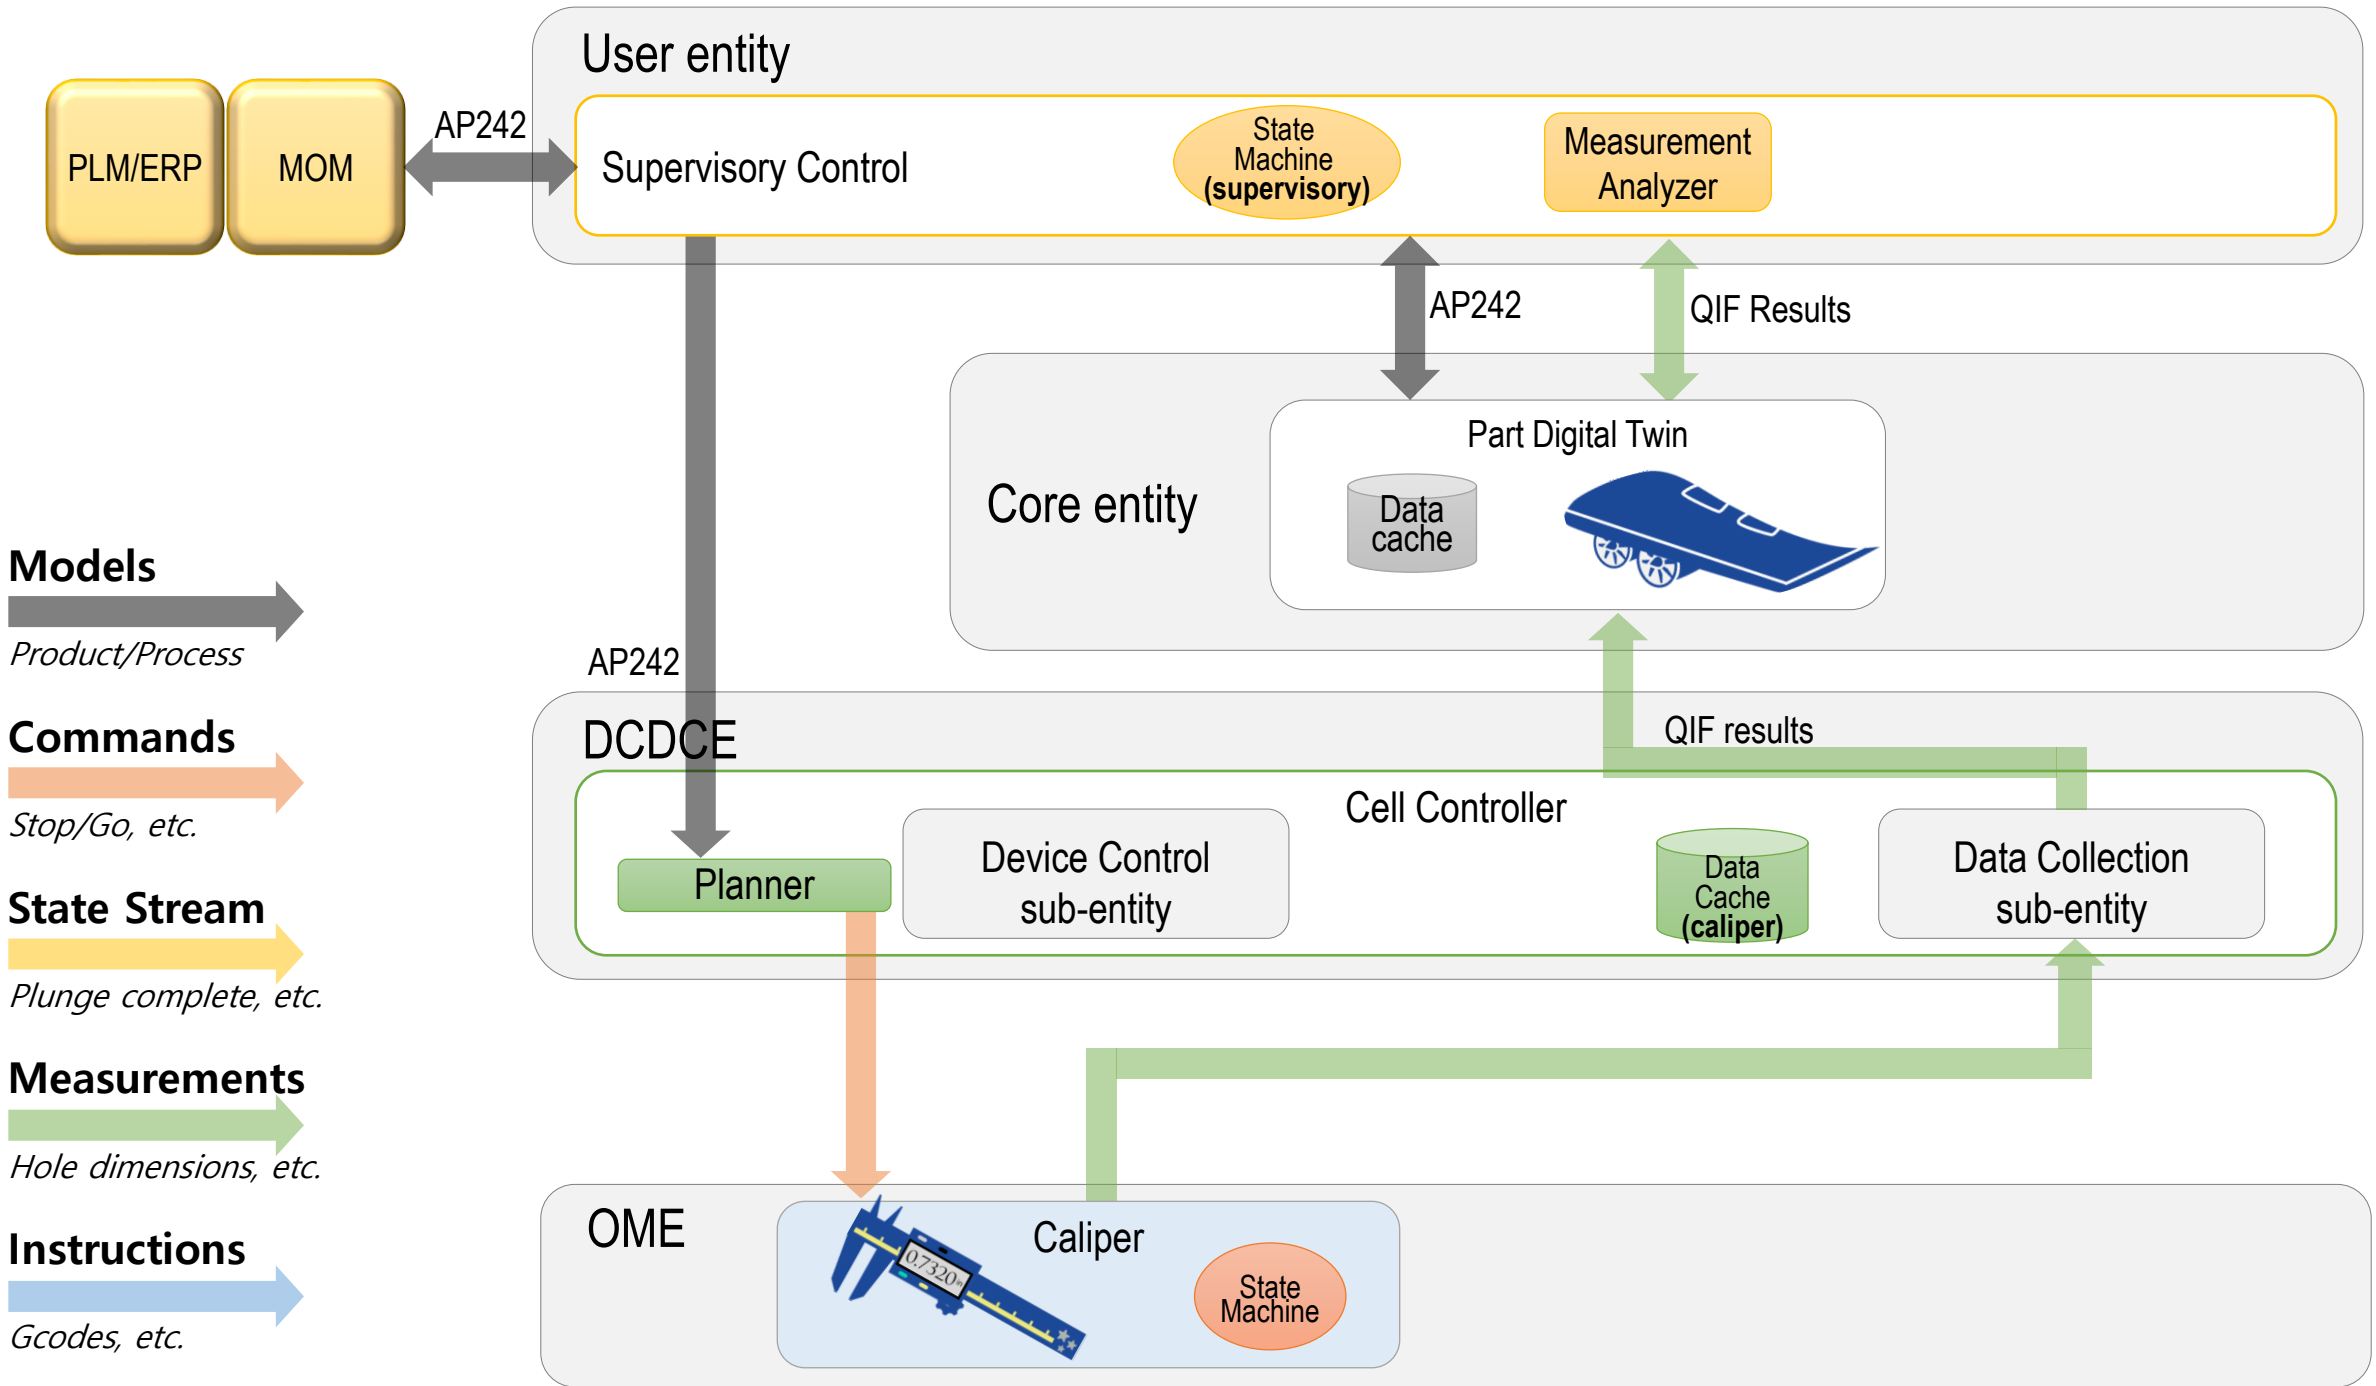 User entity
PLM/ERP
MOM
AP242
Supervisory Control
State
Machine
(supervisory)
Measurement
Analyzer
AP242
QIF Results
Core entity
Part Digital Twin
Data
cache
Models
Product/Process
Commands
Stop/Go, etc.
State Stream
Plunge complete, etc.
Measurements
Hole dimensions, etc.
Instructions
Gcodes, etc.
AP242
DCDCE
QIF results
Cell Controller
Planner
Device Control
sub-entity
Data
Cache
(caliper)
Data Collection
sub-entity
OME
Caliper
0.7320in
State
Machine